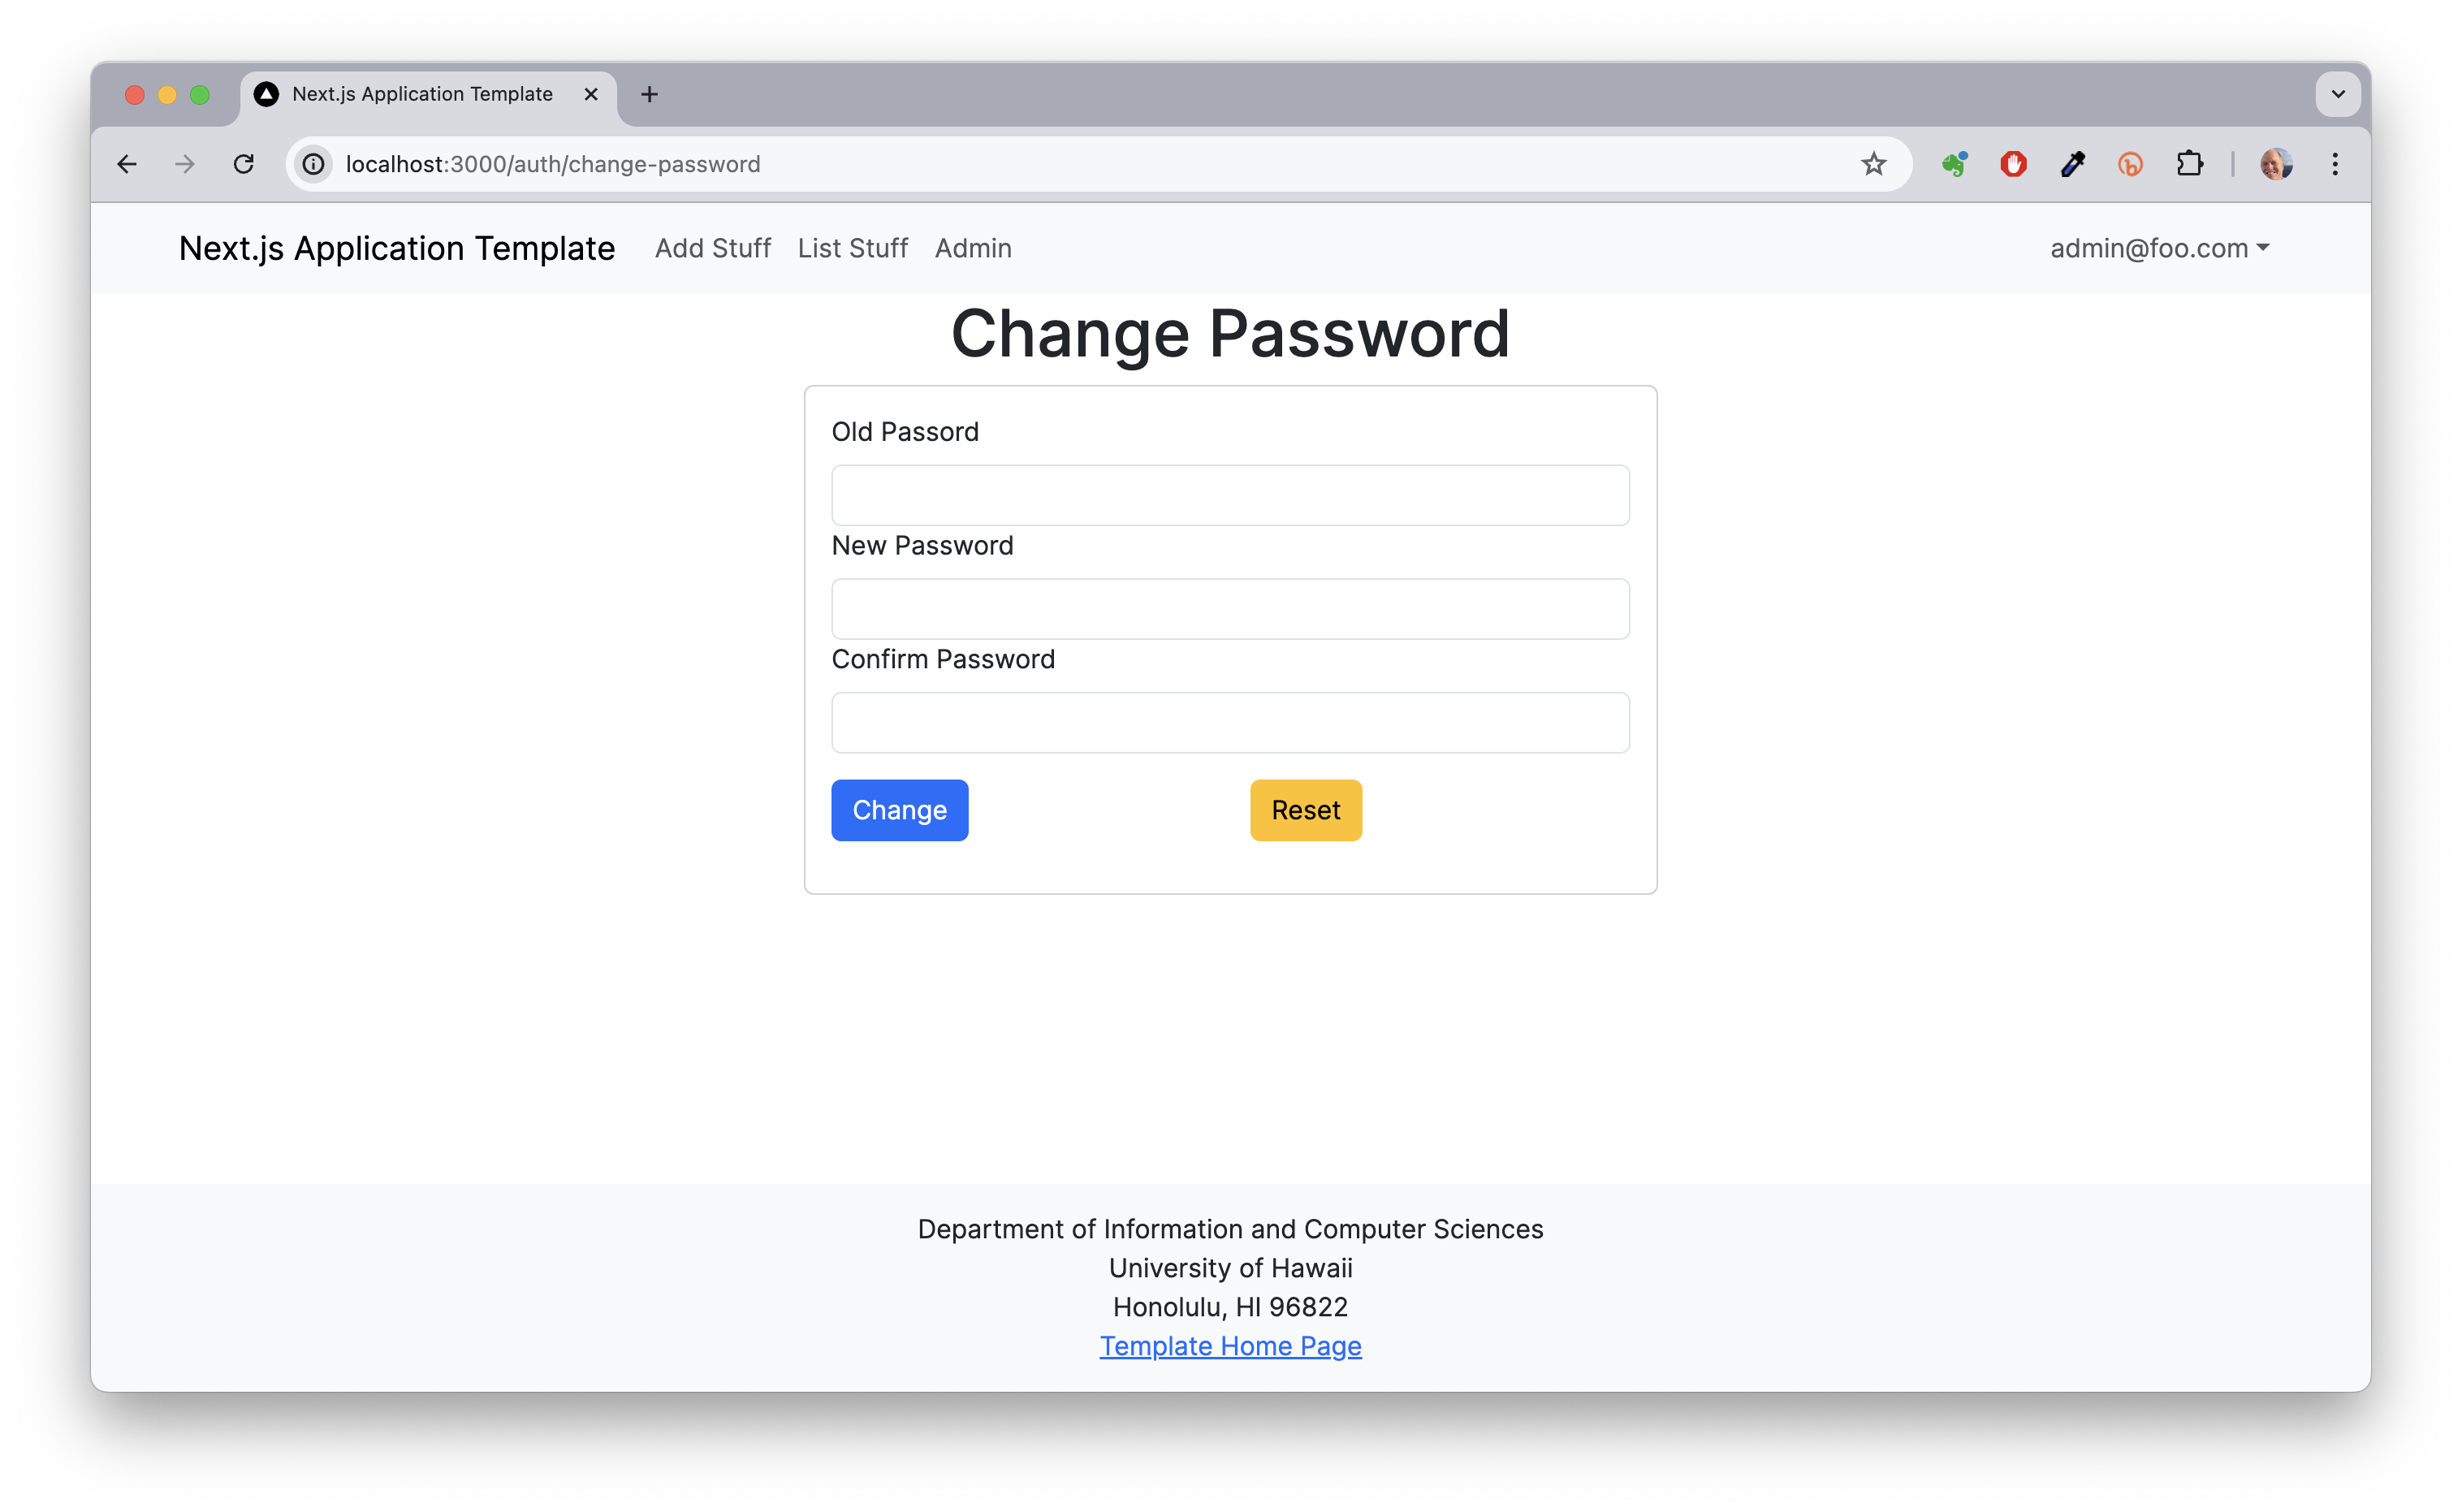 Next.js Application Template
localhost:3000/auth/change-password
Next.js Application Template Add Stuff List Stuff Admin admin@foo.com
Change Password
Old Passord
New Password
Confirm Password
Change Reset
Department of Information and Computer Sciences
University of Hawaii
Honolulu, HI 96822
Template Home Page